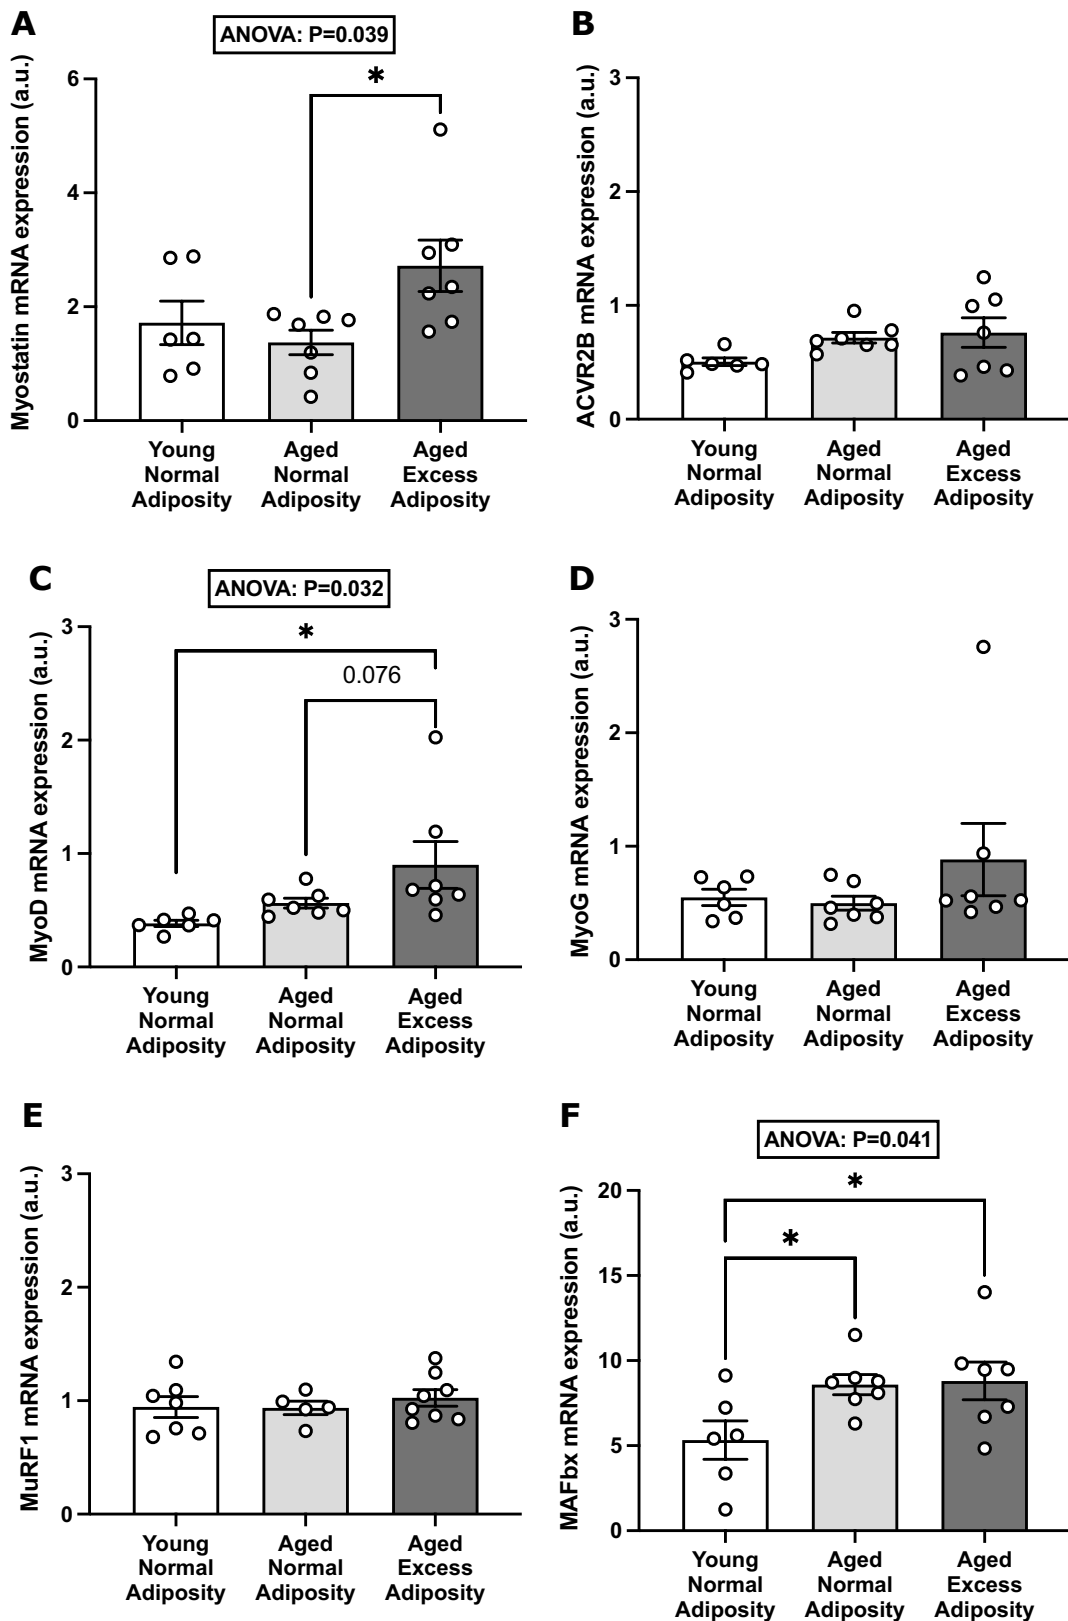 A
ANOVA: P=0.039
Myostatin mRNA expression (a.u.)
6
4
2
0
*
Young
Normal
Adiposity
Aged
Normal
Adiposity
Aged
Excess
Adiposity
B
ACVR2B mRNA expression (a.u.)
3
2
1
0
Young
Normal
Adiposity
Aged
Normal
Adiposity
Aged
Excess
Adiposity
C
ANOVA: P=0.032
MyoD mRNA expression (a.u.)
3
2
1
0
*
0.076
Young
Normal
Adiposity
Aged
Normal
Adiposity
Aged
Excess
Adiposity
D
MyoG mRNA expression (a.u.)
3
2
1
0
Young
Normal
Adiposity
Aged
Normal
Adiposity
Aged
Excess
Adiposity
E
MuRF1 mRNA expression (a.u.)
3
2
1
0
Young
Normal
Adiposity
Aged
Normal
Adiposity
Aged
Excess
Adiposity
F
ANOVA: P=0.041
MAFbx mRNA expression (a.u.)
20
15
10
5
0
*
*
Young
Normal
Adiposity
Aged
Normal
Adiposity
Aged
Excess
Adiposity